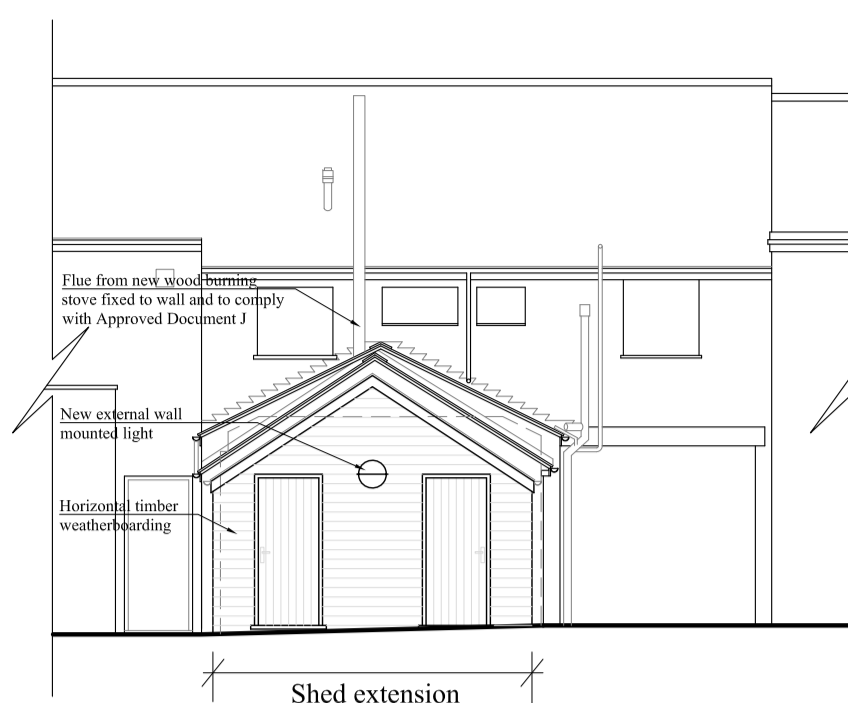 Flue from new wood burning
stove fixed to wall and to comply
with Approved Document J
New external wall
mounted light
Horizontal timber
weatherboarding
Shed extension